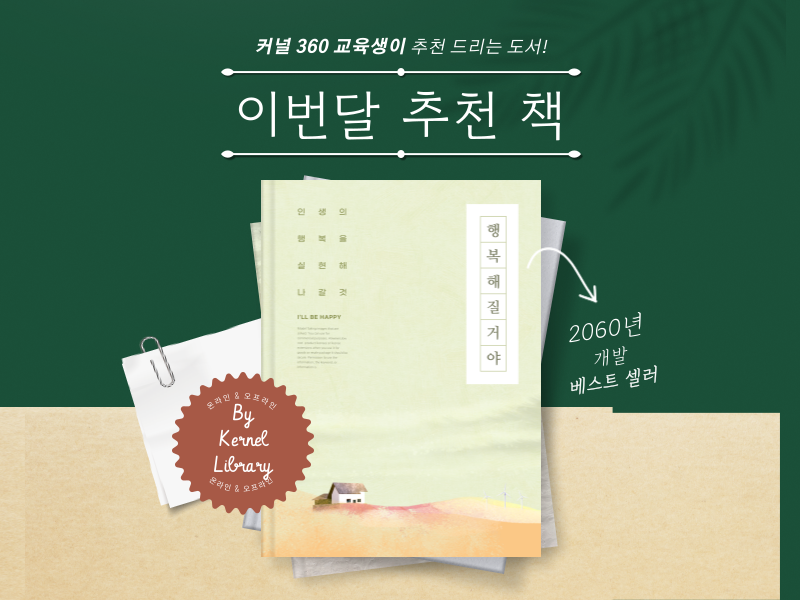 커널 360 교육생이 추천 드리는 도서!
이번달 추천 책
인 생 의
행 복 을
실 현 해
나 갈 것
I'LL BE HAPPY
행
복
해
질
거
야
2060년
개발
베스트 셀러
온라인 & 오프라인
By
Kernel
Library
온라인 & 오프라인